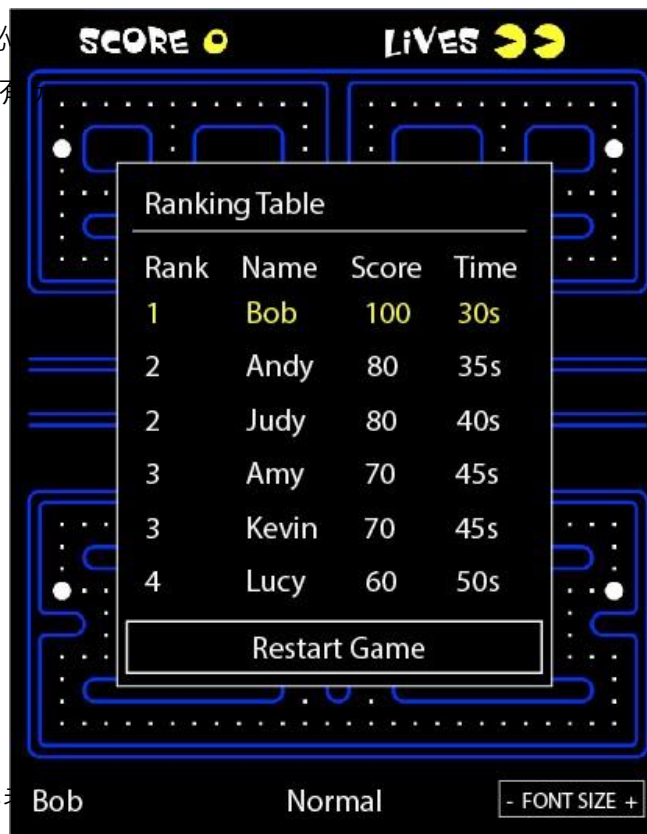 SCORE LiVES
Ranking Table
Rank Name Score Time
1 Bob 100 30s
2 Andy 80 35s
2 Judy 80 40s
3 Amy 70 45s
3 Kevin 70 45s
4 Lucy 60 50s
Restart Game
Bob Normal - FONT SIZE +